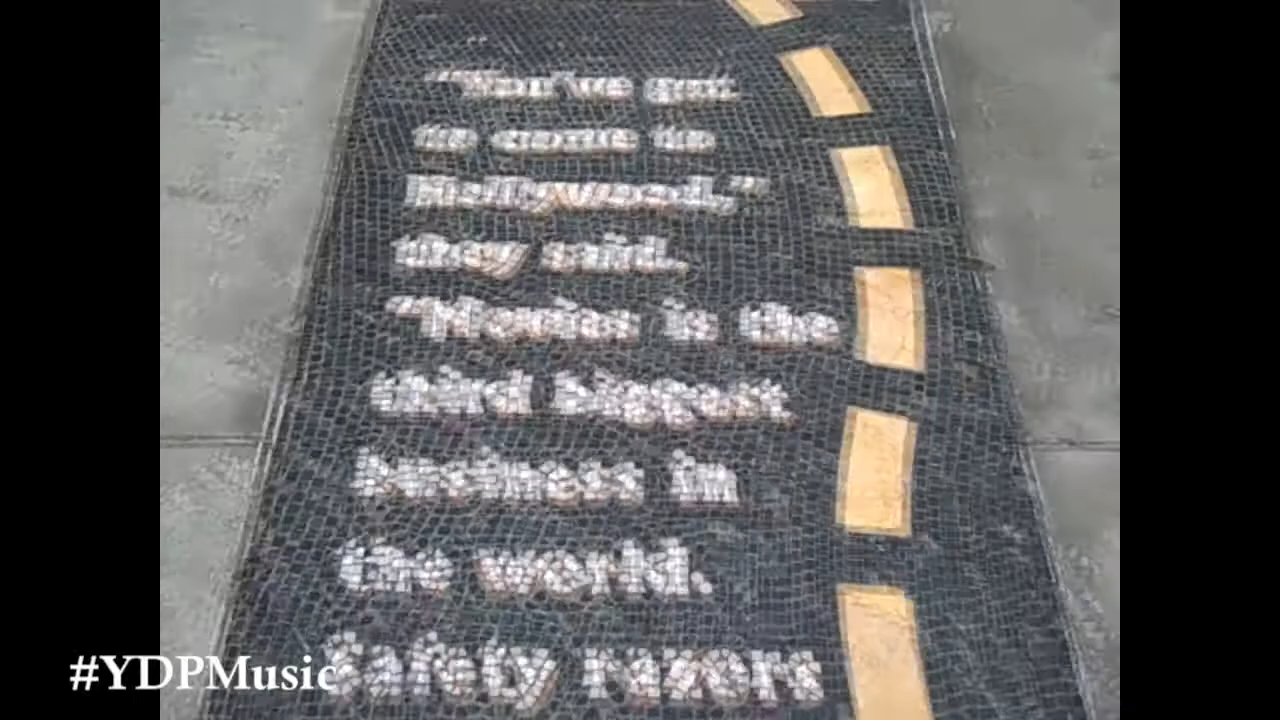 "You've got
to come to
Hollywood,"
they said.
"Movies is the
third biggest
business in
the world.
Safety razors
#YDPMusic